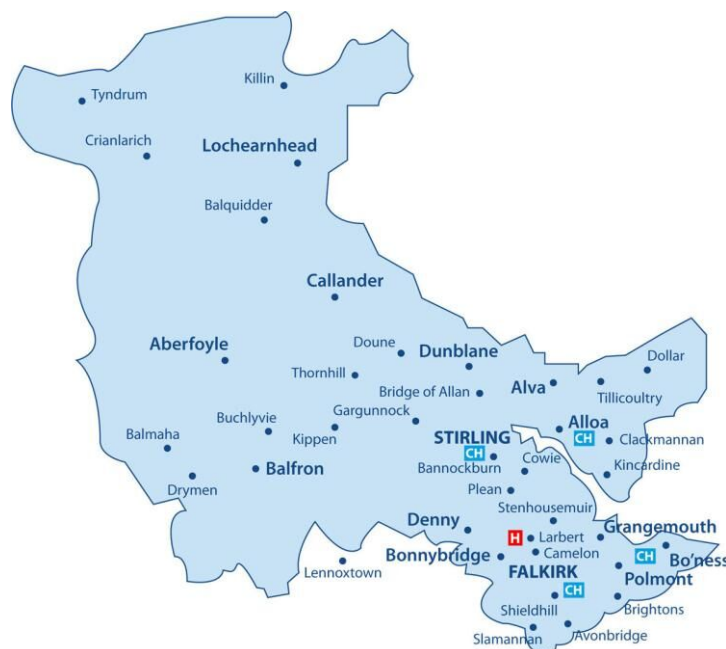 Killin
Tyndrum
Crianlarich
Lochearnhead
Balquidder
Callander
Doune
Dunblane
Aberfoyle
Dollar
Thornhill
Bridge of Allan
Alva
Tillicoultry
Gargunnock
Buchlyvie
Kippen
Balmaha
STIRLING
Alloa
CH
Clackmannan
CH
Cowie
Bannockburn
Kincardine
Balfron
Drymen
Plean
Stenhousemuir
Denny
Grangemouth
H
Larbert
Camelon
Bonnybridge
CH
Bo'ness
Lennoxtown
FALKIRK
Polmont
CH
Shieldhill
Brightons
Slamannan
Avonbridge